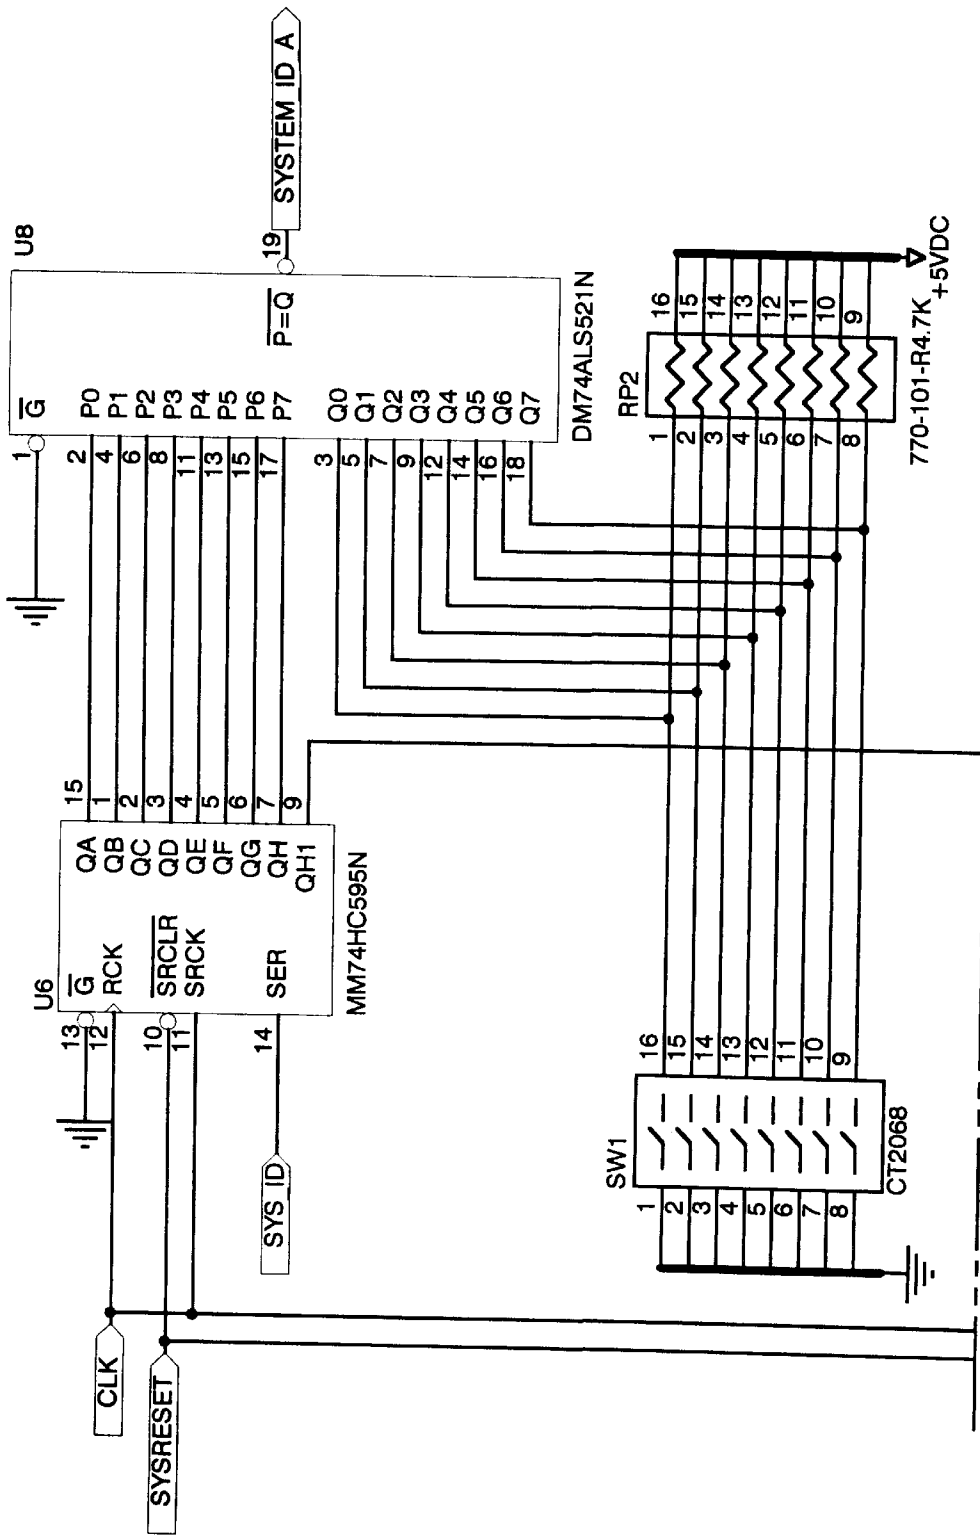 U8
G
P0
P1
P2
P3
P4
P5
P6
P7
P=Q
Q0
Q1
Q2
Q3
Q4
Q5
Q6
Q7
1
2
4
6
8
11
13
15
17
3
5
7
9
12
14
16
18
19
SYSTEM ID A
DM74ALS521N
U6
G
RCK
SRCLR
SRCK
SER
QA
QB
QC
QD
QE
QF
QG
QH
QH1
13
12
10
11
14
15
1
2
3
4
5
6
7
9
MM74HC595N
CLK
SYSRESET
SYS ID
SW1
1
2
3
4
5
6
7
8
16
15
14
13
12
11
10
9
CT2068
RP2
1
2
3
4
5
6
7
8
16
15
14
13
12
11
10
9
770-101-R4.7K
+5VDC